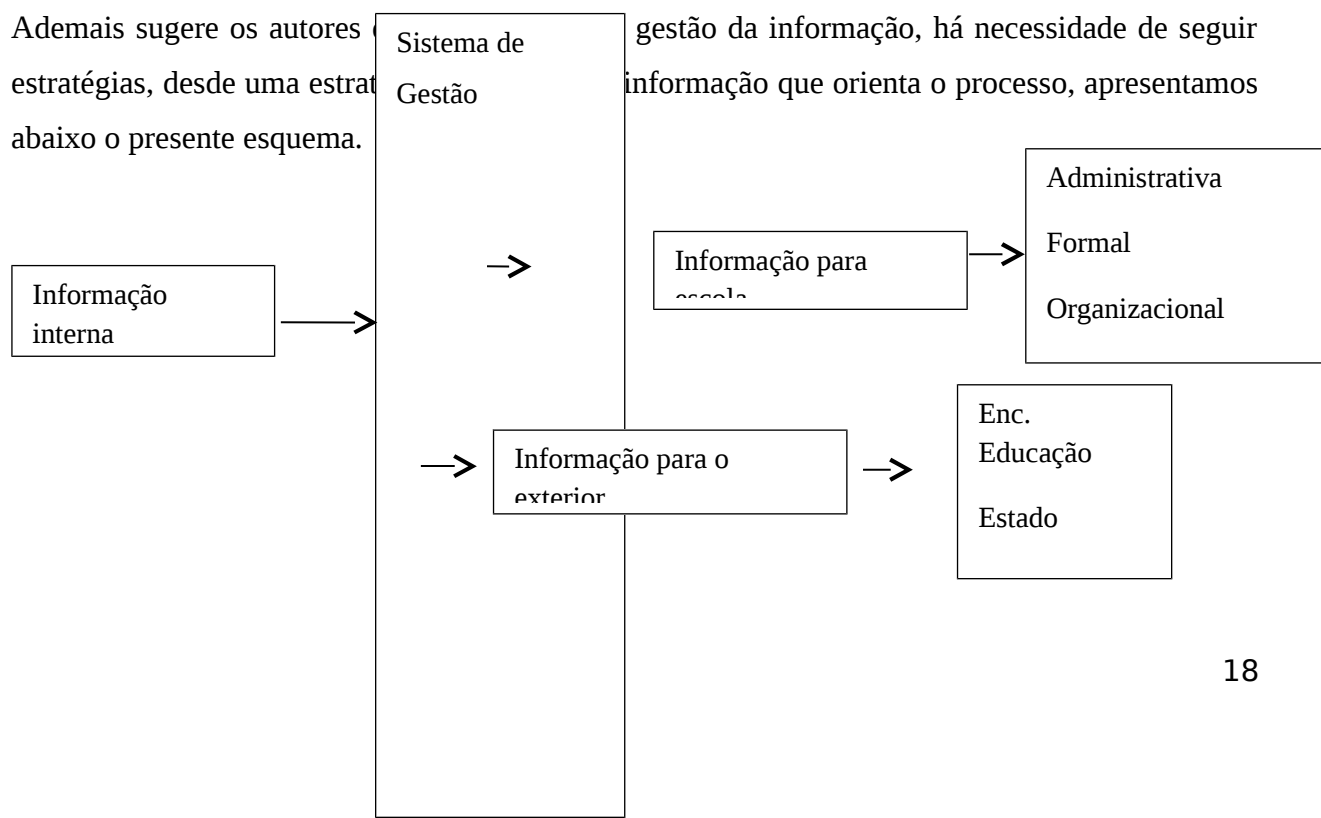 Ademais sugere os autores gestão da informação, há necessidade de seguir
estratégias, desde uma estrat informação que orienta o processo, apresentamos
abaixo o presente esquema.
Sistema de
Gestão
Informação
interna
Informação para
escola
Administrativa
Formal
Organizacional
Informação para o
exterior
Enc.
Educação
Estado
18